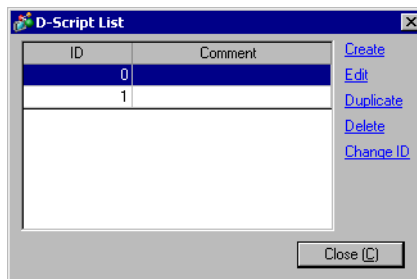 D-Script List
ID Comment
0
1
Create
Edit
Duplicate
Delete
Change ID
Close (C)